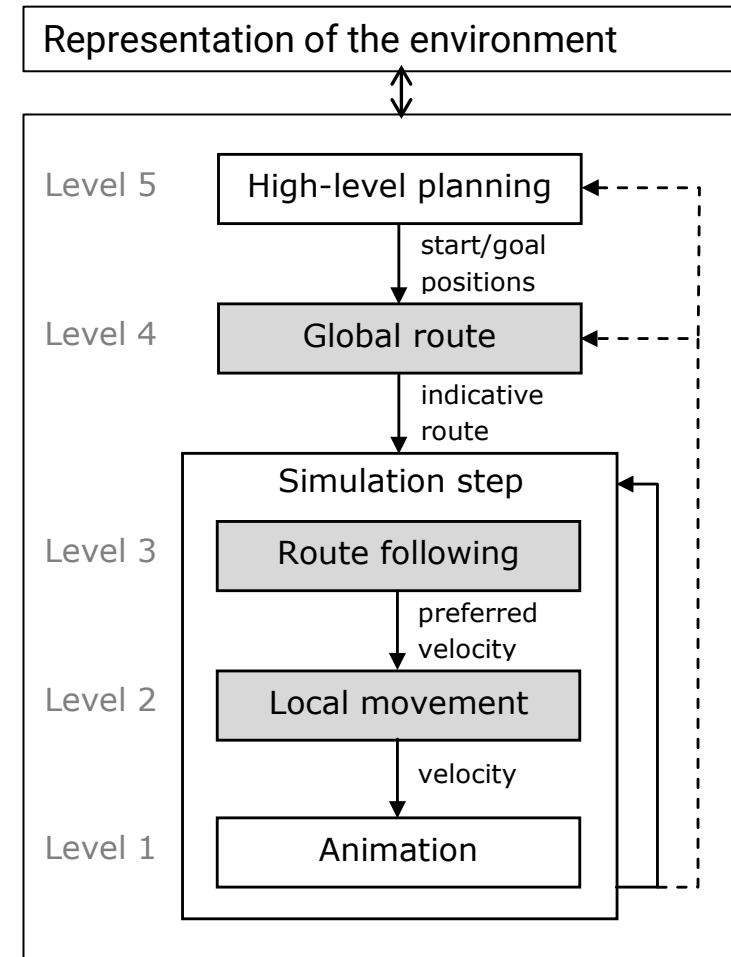 Representation of the environment
Level 5
High-level planning
start/goal
positions
Level 4
Global route
indicative
route
Simulation step
Level 3
Route following
preferred
velocity
Level 2
Local movement
velocity
Level 1
Animation